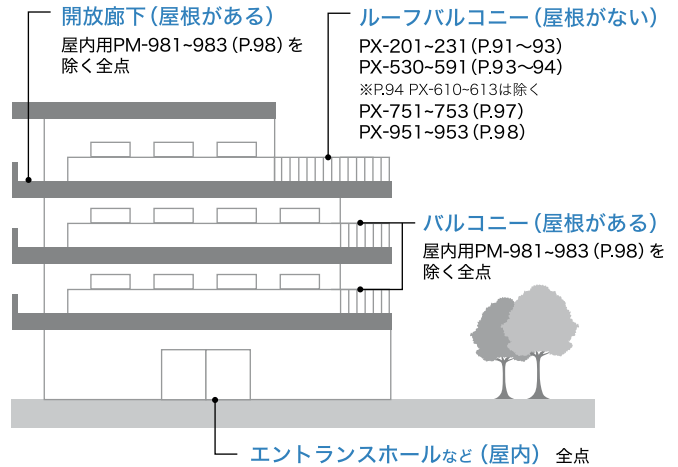 開放廊下（屋根がある）
屋内用PM-981~983（P.98）を
除く全点
ルーフバルコニー（屋根がない）
PX-201~231（P.91〜93）
PX-530~591（P.93〜94）
※P.94 PX-610~613は除く
PX-751~753（P.97）
PX-951~953（P.98）
バルコニー（屋根がある）
屋内用PM-981~983（P.98）を
除く全点
エントランスホールなど（屋内） 全点